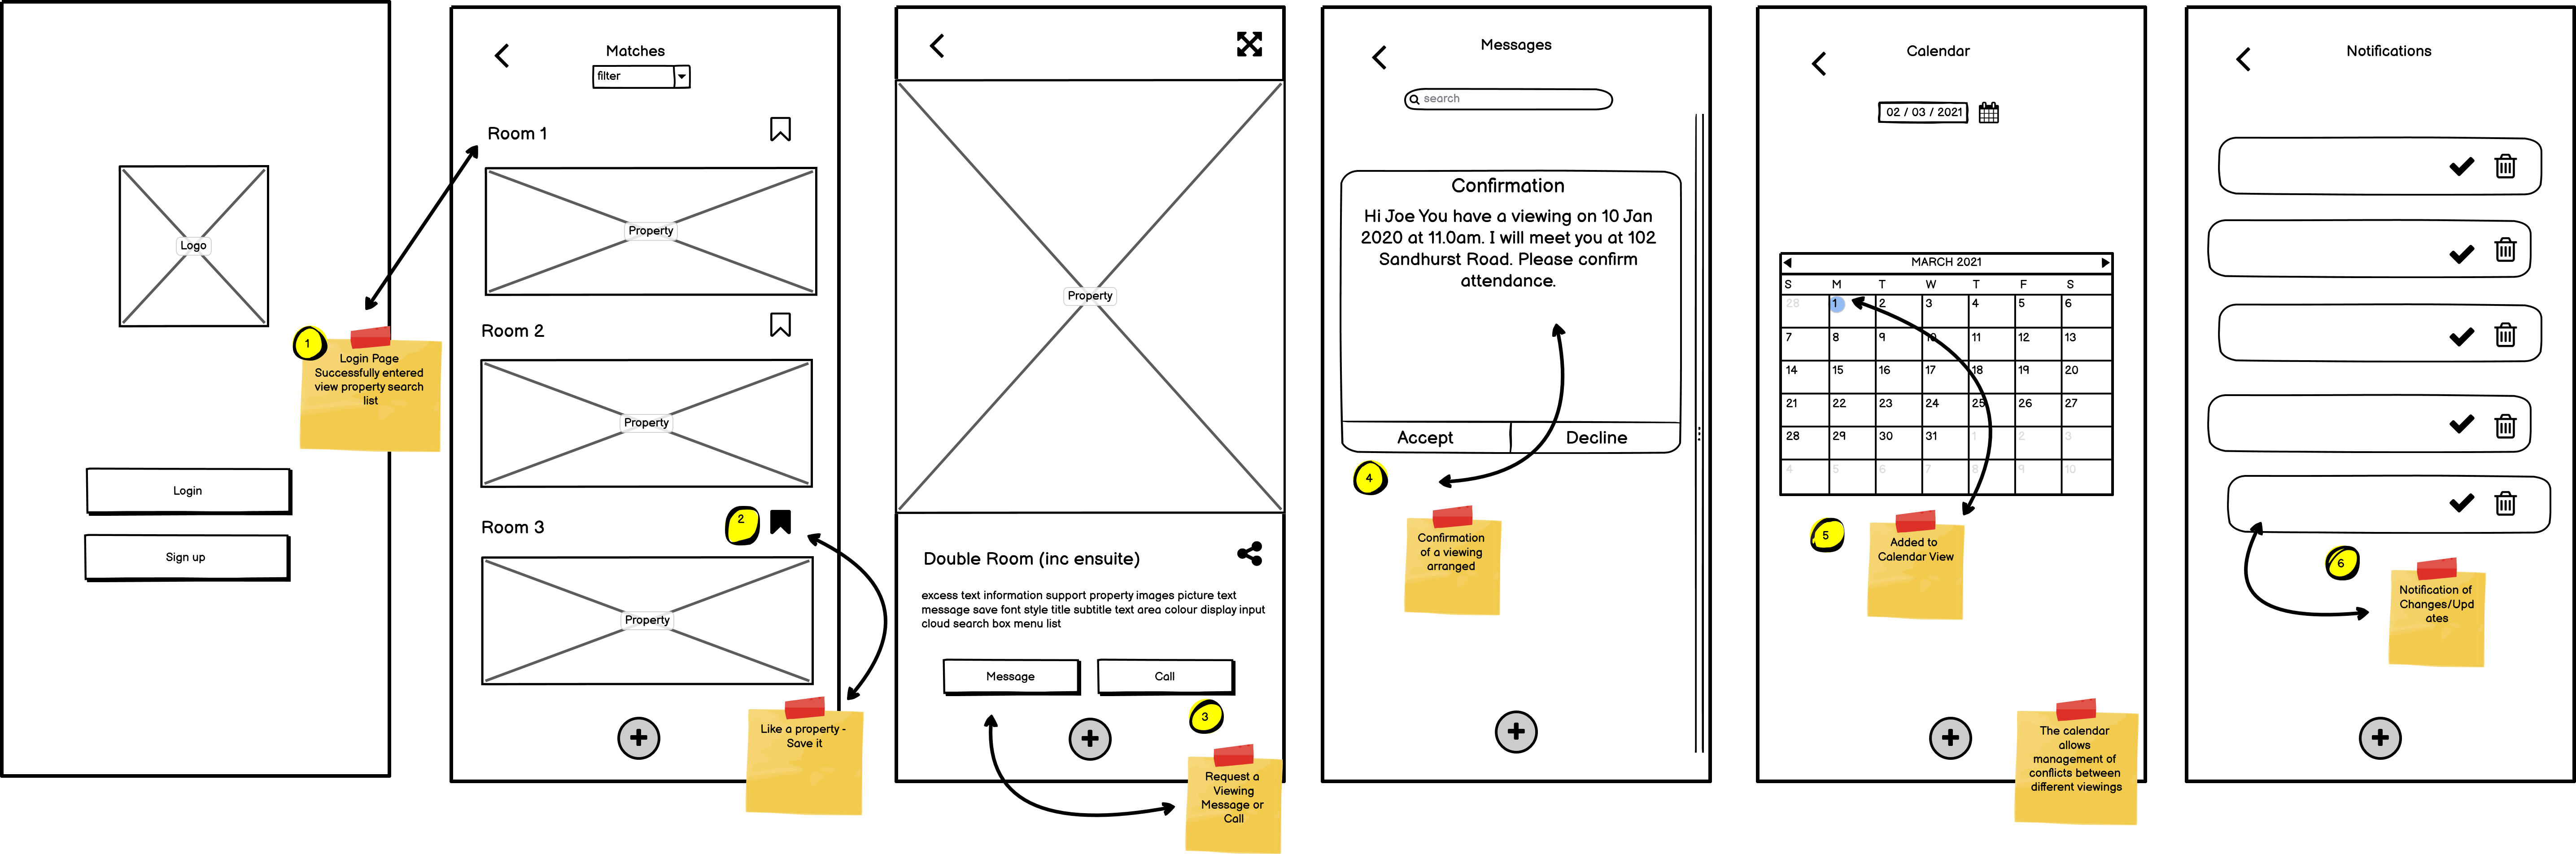 Logo
1
Login Page
Successfully entered
view property search
list
Login
Sign up
Matches
filter
Room 1
Property
Room 2
Property
Room 3
2
Property
Like a property -
Save it
Property
Double Room (inc ensuite)
excess text information support property images picture text
message save font style title subtitle text area colour display input
cloud search box menu list
Message
Call
3
Request a
Viewing
Message or
Call
Messages
search
Confirmation
Hi Joe You have a viewing on 10 Jan
2020 at 11.0am. I will meet you at 102
Sandhurst Road. Please confirm
attendance.
Accept
Decline
4
Confirmation
of a viewing
arranged
Calendar
02 / 03 / 2021
MARCH 2021
S M T W T F S
28 1 2 3 4 5 6
7 8 9 10 11 12 13
14 15 16 17 18 19 20
21 22 23 24 25 26 27
28 29 30 31 1 2 3
4 5 6 7 8 9 10
5
Added to
Calendar View
The calendar
allows
management of
conflicts between
different viewings
Notifications
6
Notification of
Changes/Upd
ates